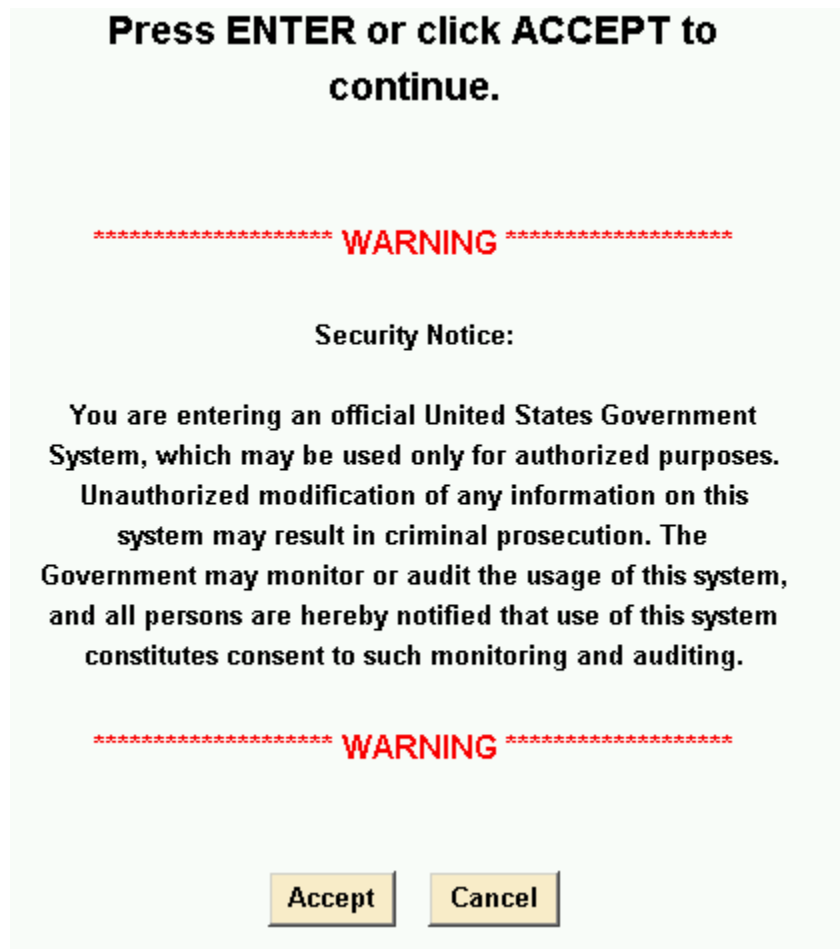 Press ENTER or click ACCEPT to
continue.
******************** WARNING *******************
Security Notice:
You are entering an official United States Government
System, which may be used only for authorized purposes.
Unauthorized modification of any information on this
system may result in criminal prosecution. The
Government may monitor or audit the usage of this system,
and all persons are hereby notified that use of this system
constitutes consent to such monitoring and auditing.
******************** WARNING *******************
Accept Cancel